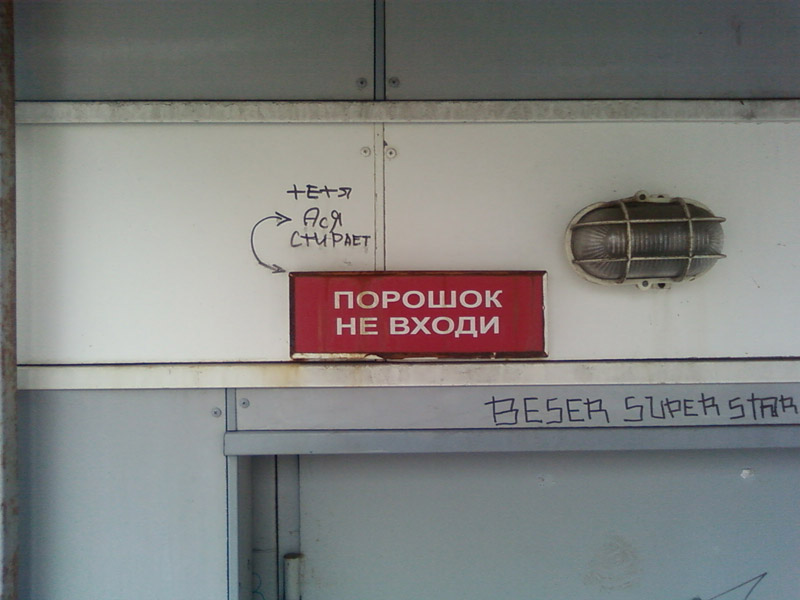 тетя
Ася
стирает
ПОРОШОК
НЕ ВХОДИ
BESER SUPER STAR